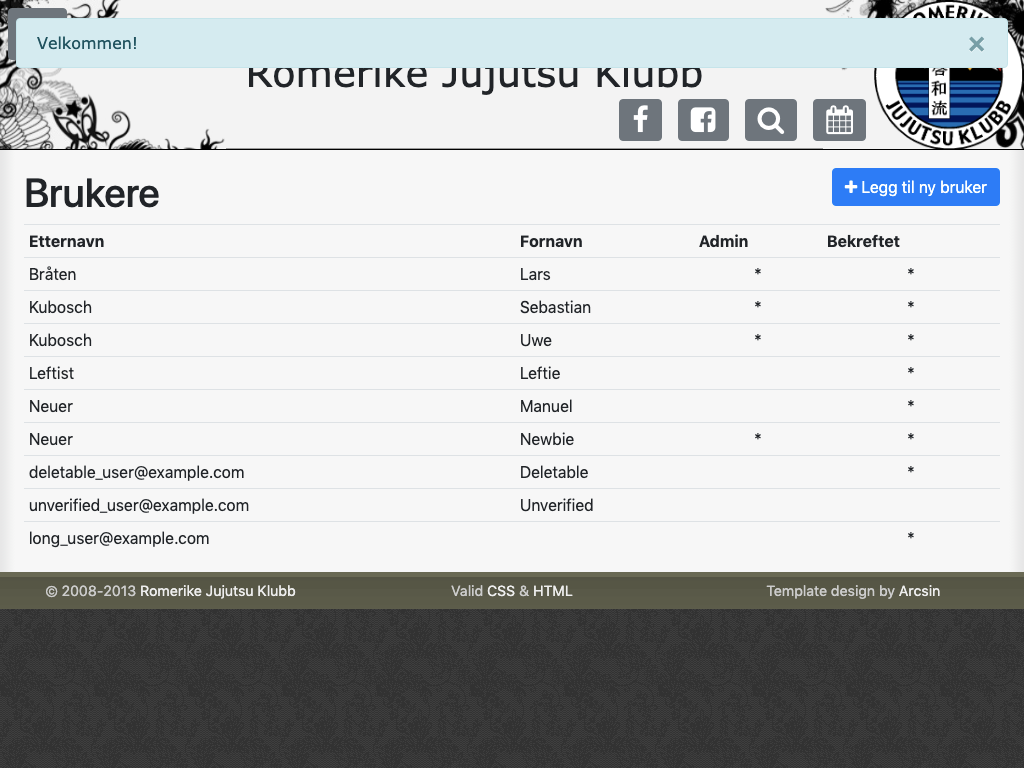 Velkommen!
×
Romerike Jujutsu Klubb
ROMERIK
啓和流
JUJUTSU KLUBB
Brukere
Legg til ny bruker
Etternavn Fornavn Admin Bekreftet
Bråten Lars * *
Kubosch Sebastian * *
Kubosch Uwe * *
Leftist Leftie *
Neuer Manuel *
Neuer Newbie * *
deletable_user@example.com Deletable *
unverified_user@example.com Unverified
long_user@example.com *
© 2008-2013 Romerike Jujutsu Klubb Valid CSS & HTML Template design by Arcsin